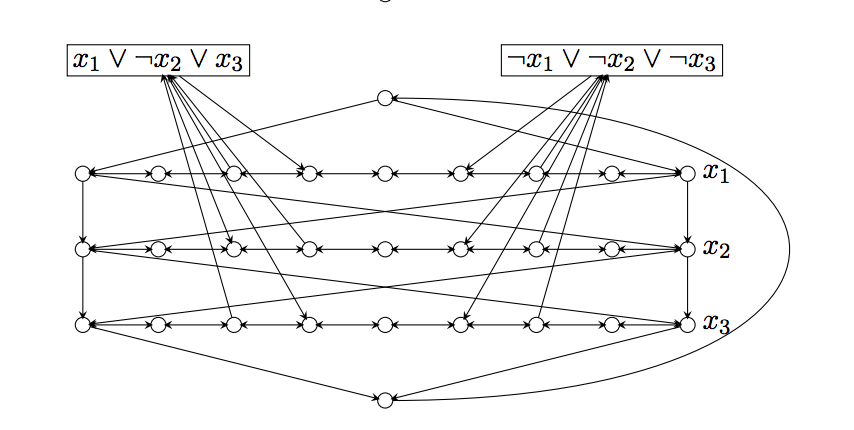 x₁ ∨ ¬x₂ ∨ x₃
¬x₁ ∨ ¬x₂ ∨ ¬x₃
x₁
x₂
x₃